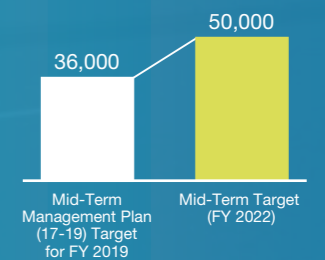 50,000
36,000
Mid-Term
Management Plan
(17-19) Target
for FY 2019
Mid-Term Target
(FY 2022)